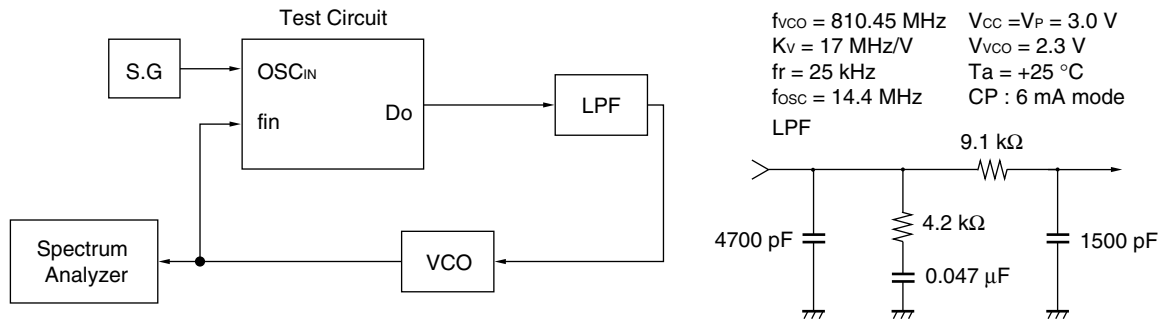 Test Circuit
S.G
OSCIN
fin
Do
LPF
Spectrum
Analyzer
VCO
fVCO = 810.45 MHz VCC =VP = 3.0 V
KV = 17 MHz/V VVCO = 2.3 V
fr = 25 kHz Ta = +25 °C
fOSC = 14.4 MHz CP : 6 mA mode
LPF
9.1 kΩ
4.2 kΩ
4700 pF
1500 pF
0.047 μF